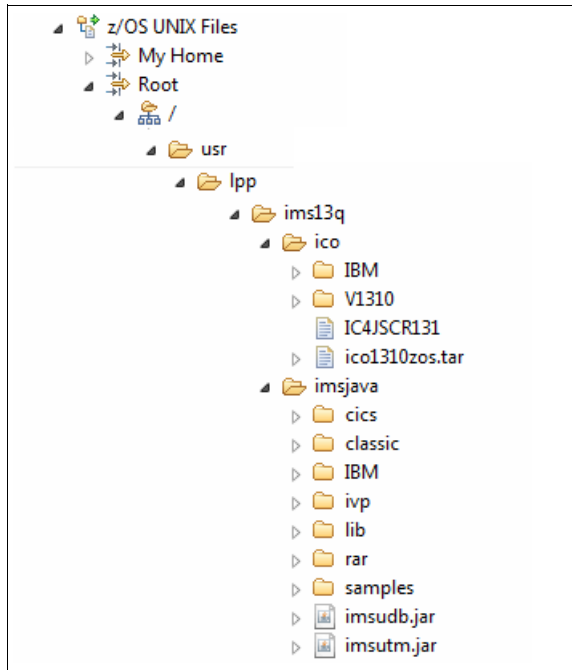 z/OS UNIX Files
My Home
Root
/
usr
lpp
ims13q
ico
IBM
V1310
IC4JSCR131
ico1310zos.tar
imsjava
cics
classic
IBM
ivp
lib
rar
samples
imsudb.jar
imsutm.jar